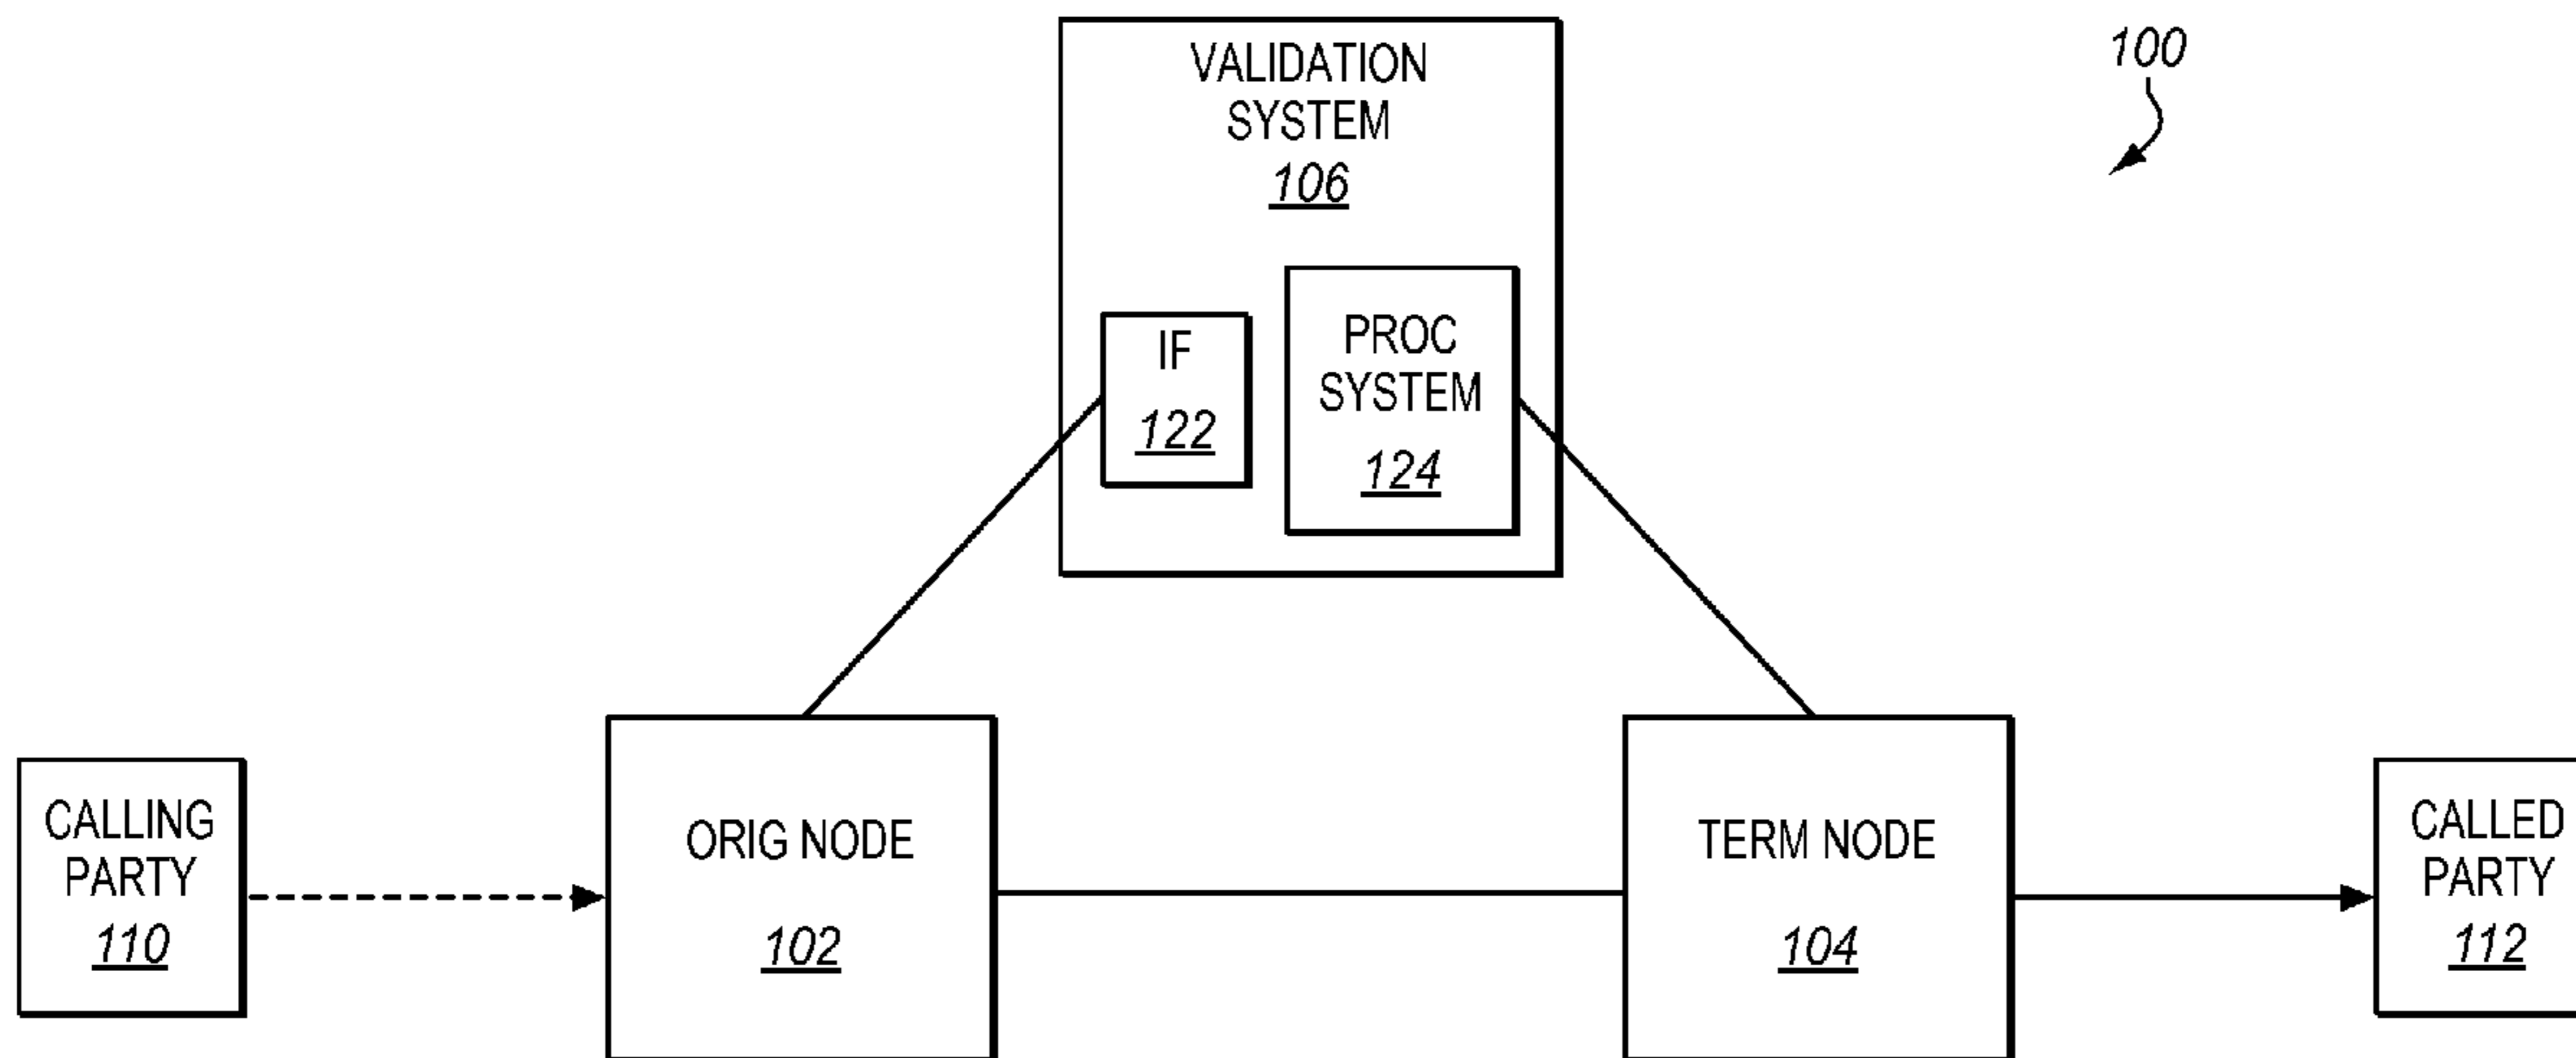 VALIDATION
SYSTEM
106
100
IF
122
PROC
SYSTEM
124
CALLING
PARTY
110
ORIG NODE
102
TERM NODE
104
CALLED
PARTY
112